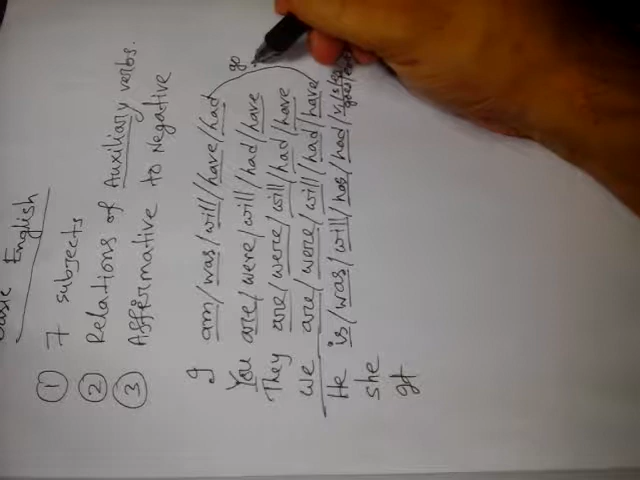 Basic English
① 7 subjects
② Relations of Auxiliary verbs.
③ Affirmative to Negative
go
I am/was/will/have/had
You are/were/will/had/have
They are/were/will/had/have
We are/were/will/had/have
He is/was/will/has/had/v/s/es
goes
she
It